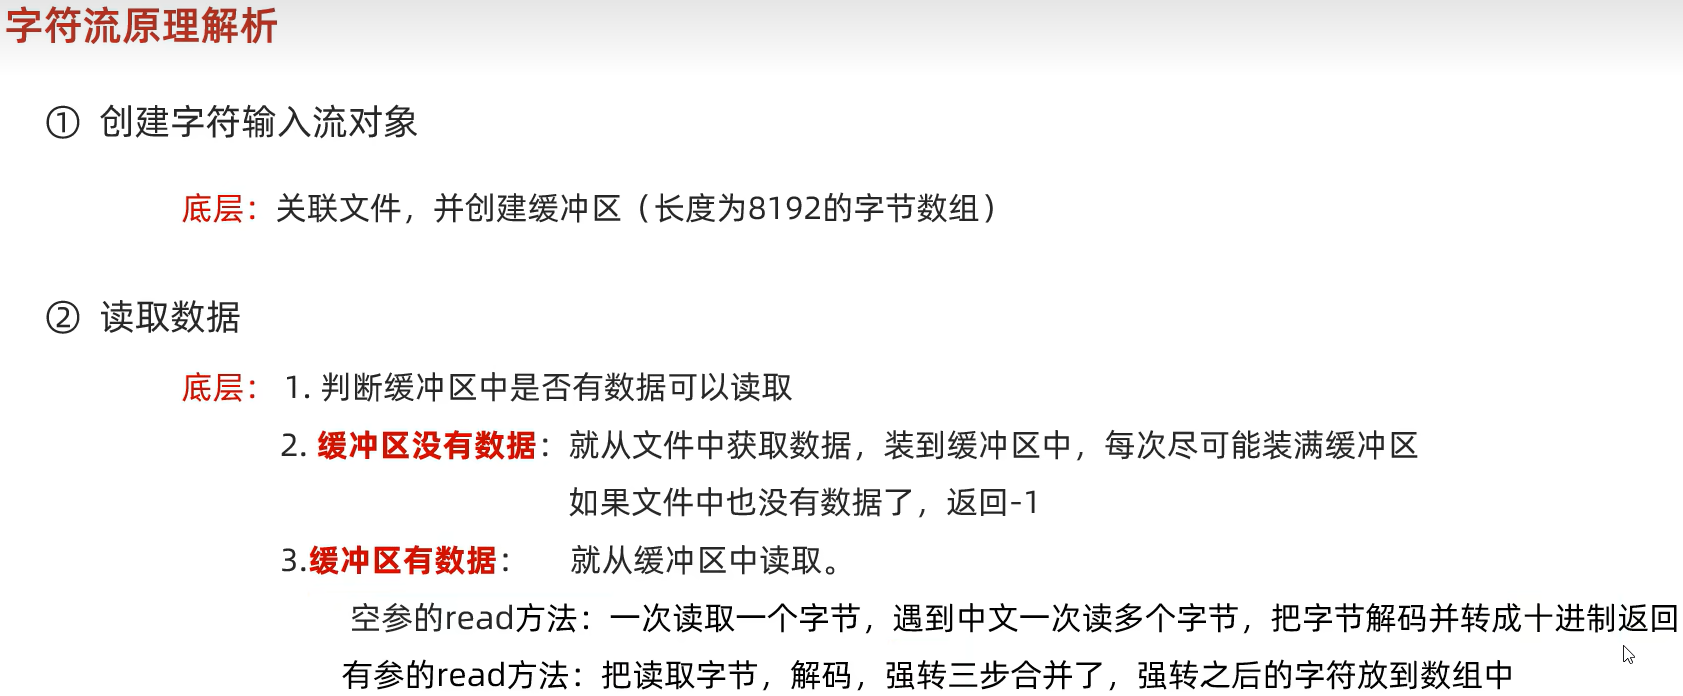 字符流原理解析
① 创建字符输入流对象
底层：关联文件，并创建缓冲区（长度为8192的字节数组）
② 读取数据
底层： 1. 判断缓冲区中是否有数据可以读取
2. 缓冲区没有数据：就从文件中获取数据，装到缓冲区中，每次尽可能装满缓冲区
如果文件中也没有数据了，返回-1
3.缓冲区有数据： 就从缓冲区中读取。
空参的read方法：一次读取一个字节，遇到中文一次读多个字节，把字节解码并转成十进制返回
有参的read方法：把读取字节，解码，强转三步合并了，强转之后的字符放到数组中